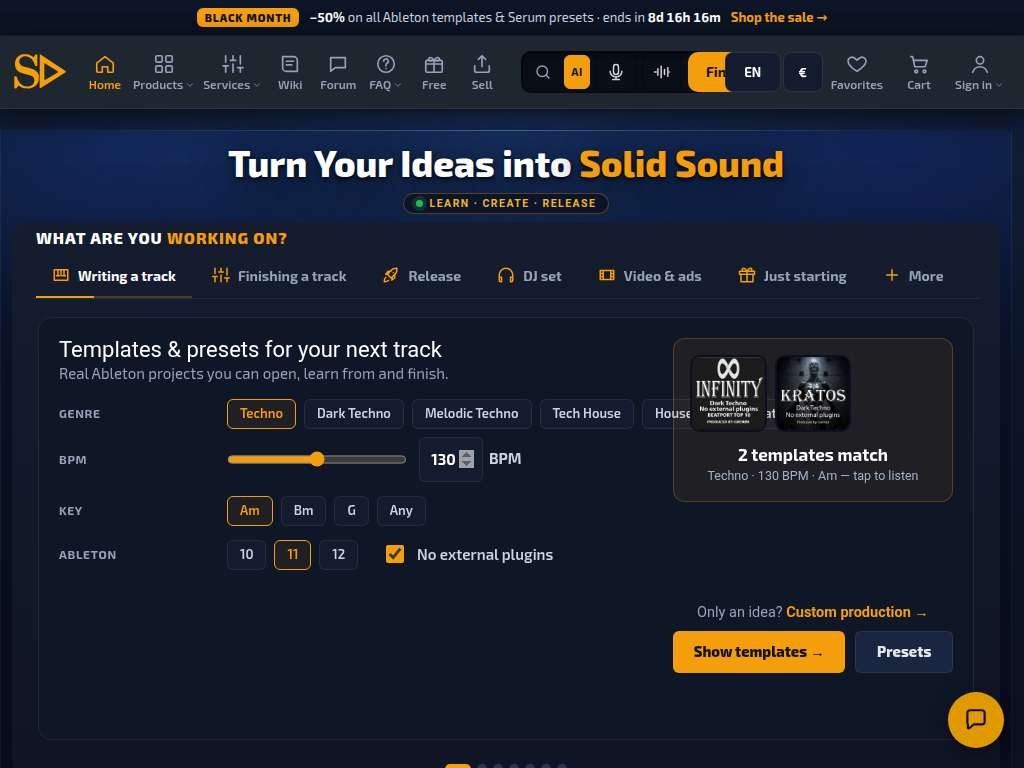 BLACK MONTH −50% on all Ableton templates & Serum presets · ends in 8d 16h 16m Shop the sale →
Home Products Services Wiki Forum FAQ Free Sell AI EN € Favorites Cart Sign in
Turn Your Ideas into Solid Sound
LEARN · CREATE · RELEASE
WHAT ARE YOU WORKING ON?
Writing a track Finishing a track Release DJ set Video & ads Just starting More
Templates & presets for your next track
Real Ableton projects you can open, learn from and finish.
GENRE Techno Dark Techno Melodic Techno Tech House House
INFINITY
Dark Techno
No external plugins
BEATPORT TOP 10
KRATOS
Dark Techno
No external plugins
BPM 130 BPM
2 templates match
Techno · 130 BPM · Am — tap to listen
KEY Am Bm G Any
ABLETON 10 11 12 No external plugins
Only an idea? Custom production →
Show templates → Presets